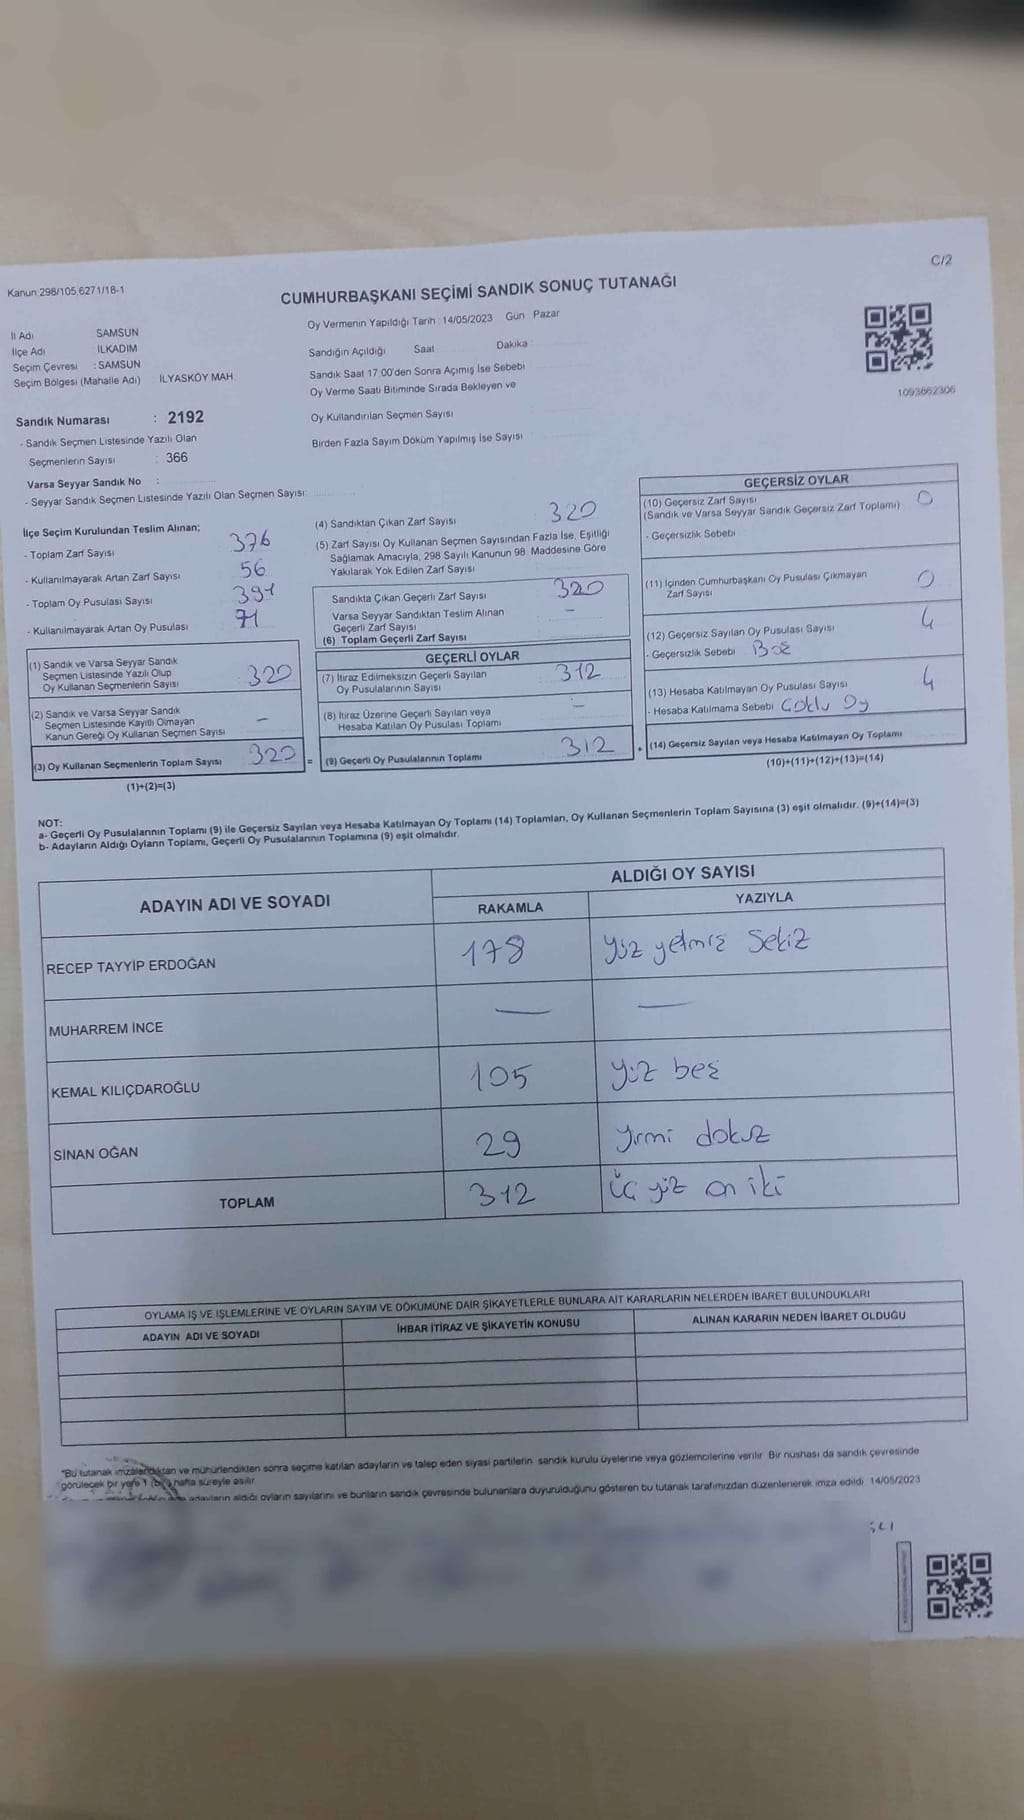 C/2
Kanun:298/105,6271/18-1
CUMHURBAŞKANI SEÇİMİ SANDIK SONUÇ TUTANAĞI
İl Adı SAMSUN
İlçe Adı İLKADIM
Seçim Çevresi : SAMSUN
Seçim Bölgesi (Mahalle Adı) İLYASKÖY MAH
Oy Vermenin Yapıldığı Tarih :14/05/2023 Gün Pazar
Sandığın Açıldığı Saat Dakika
Sandık Saat 17:00'den Sonra Açılmış İse Sebebi
Oy Verme Saati Bitiminde Sırada Bekleyen ve
Oy Kullandırılan Seçmen Sayısı
Birden Fazla Sayım Döküm Yapılmış İse Sayısı
1093662306
Sandık Numarası : 2192
- Sandık Seçmen Listesinde Yazılı Olan
Seçmenlerin Sayısı : 366
Varsa Seyyar Sandık No :
- Seyyar Sandık Seçmen Listesinde Yazılı Olan Seçmen Sayısı
İlçe Seçim Kurulundan Teslim Alınan;
- Toplam Zarf Sayısı 376
- Kullanılmayarak Artan Zarf Sayısı 56
- Toplam Oy Pusulası Sayısı 391
- Kullanılmayarak Artan Oy Pusulası 71
(1) Sandık ve Varsa Seyyar Sandık
Seçmen Listesinde Yazılı Olup
Oy Kullanan Seçmenlerin Sayısı 320
(2) Sandık ve Varsa Seyyar Sandık
Seçmen Listesinde Kayıtlı Olmayan
Kanun Gereği Oy Kullanan Seçmen Sayısı –
(3) Oy Kullanan Seçmenlerin Toplam Sayısı 320 =
(1)+(2)=(3)
(4) Sandıktan Çıkan Zarf Sayısı 320
(5) Zarf Sayısı Oy Kullanan Seçmen Sayısından Fazla İse, Eşitliği
Sağlamak Amacıyla, 298 Sayılı Kanunun 98. Maddesine Göre
Yakılarak Yok Edilen Zarf Sayısı
Sandıkta Çıkan Geçerli Zarf Sayısı 320
Varsa Seyyar Sandıktan Teslim Alınan
Geçerli Zarf Sayısı –
(6) Toplam Geçerli Zarf Sayısı
GEÇERLİ OYLAR
(7) İtiraz Edilmeksizin Geçerli Sayılan
Oy Pusulalarının Sayısı 312
(8) İtiraz Üzerine Geçerli Sayılan veya
Hesaba Katılan Oy Pusulası Toplamı –
(9) Geçerli Oy Pusulalarının Toplamı 312 +
GEÇERSİZ OYLAR
(10) Geçersiz Zarf Sayısı
(Sandık ve Varsa Seyyar Sandık Geçersiz Zarf Toplamı) 0
- Geçersizlik Sebebi
(11) İçinden Cumhurbaşkanı Oy Pusulası Çıkmayan
Zarf Sayısı 0
(12) Geçersiz Sayılan Oy Pusulası Sayısı 4
- Geçersizlik Sebebi Boş
(13) Hesaba Katılmayan Oy Pusulası Sayısı 4
- Hesaba Katılmama Sebebi Çoklu Oy
(14) Geçersiz Sayılan veya Hesaba Katılmayan Oy Toplamı
(10)+(11)+(12)+(13)=(14)
NOT:
a- Geçerli Oy Pusulalarının Toplamı (9) ile Geçersiz Sayılan veya Hesaba Katılmayan Oy Toplamı (14) Toplamları, Oy Kullanan Seçmenlerin Toplam Sayısına (3) eşit olmalıdır. (9)+(14)=(3)
b- Adayların Aldığı Oyların Toplamı, Geçerli Oy Pusulalarının Toplamına (9) eşit olmalıdır.
ADAYIN ADI VE SOYADI ALDIĞI OY SAYISI
RAKAMLA YAZIYLA
RECEP TAYYİP ERDOĞAN 178 Yüz yetmiş Sekiz
MUHARREM İNCE — —
KEMAL KILIÇDAROĞLU 105 Yüz beş
SİNAN OĞAN 29 Yirmi dokuz
TOPLAM 312 Üç yüz on iki
OYLAMA İŞ VE İŞLEMLERİNE VE OYLARIN SAYIM VE DÖKÜMÜNE DAİR ŞİKAYETLERLE BUNLARA AİT KARARLARIN NELERDEN İBARET BULUNDUKLARI
ADAYIN ADI VE SOYADI İHBAR İTİRAZ VE ŞİKAYETİN KONUSU ALINAN KARARIN NEDEN İBARET OLDUĞU
*Bu tutanak imzalandıktan ve mühürlendikten sonra seçime katılan adayların ve talep eden siyasi partilerin sandık kurulu üyelerine veya gözlemcilerine verilir. Bir nüshası da sandık çevresinde
görülecek bir yere 1 (bir) hafta süreyle asılır.
adayların aldığı oyların sayılarını ve bunların sandık çevresinde bulunanlara duyurulduğunu gösteren bu tutanak tarafımızdan düzenlenerek imza edildi. 14/05/2023